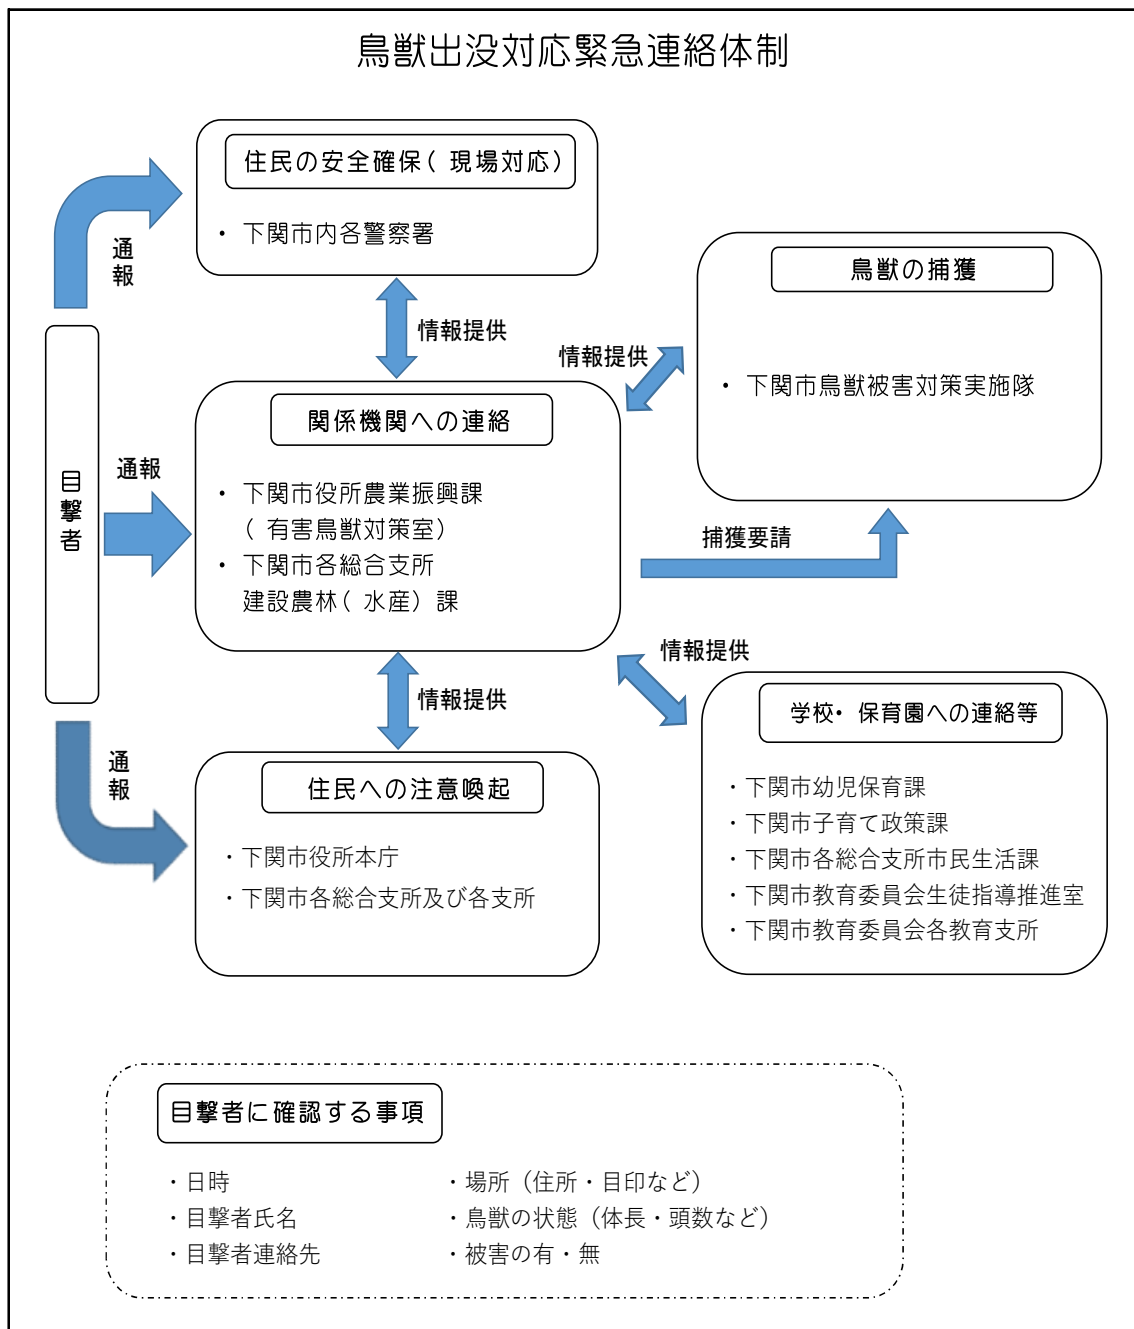 鳥獣出没対応緊急連絡体制
住民の安全確保( 現場対応)
・ 下関市内各警察署
通報
鳥獣の捕獲
・ 下関市鳥獣被害対策実施隊
情報提供
情報提供
目撃者
通報
関係機関への連絡
・ 下関市役所農業振興課
( 有害鳥獣対策室)
・ 下関市各総合支所
建設農林( 水産) 課
捕獲要請
情報提供
情報提供
通報
住民への注意喚起
・下関市役所本庁
・下関市各総合支所及び各支所
学校・ 保育園への連絡等
・下関市幼児保育課
・下関市子育て政策課
・下関市各総合支所市民生活課
・下関市教育委員会生徒指導推進室
・下関市教育委員会各教育支所
目撃者に確認する事項
・日時
・目撃者氏名
・目撃者連絡先
・場所（住所・目印など）
・鳥獣の状態（体長・頭数など）
・被害の有・無